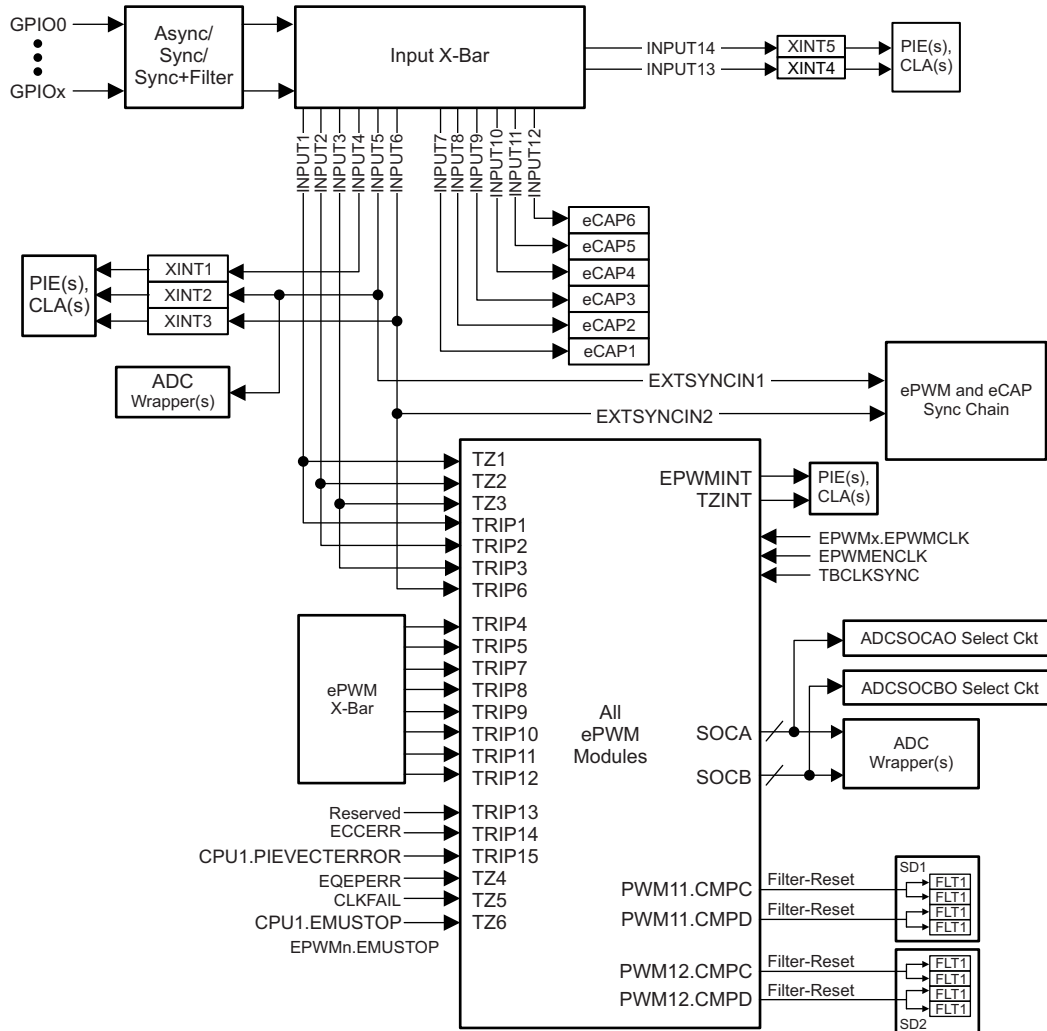 GPIO0
GPIOx
Async/
Sync/
Sync+Filter
Input X-Bar
INPUT14
INPUT13
XINT5
XINT4
PIE(s),
CLA(s)
INPUT1
INPUT2
INPUT3
INPUT4
INPUT5
INPUT6
INPUT7
INPUT8
INPUT9
INPUT10
INPUT11
INPUT12
eCAP6
eCAP5
eCAP4
eCAP3
eCAP2
eCAP1
PIE(s),
CLA(s)
XINT1
XINT2
XINT3
ADC
Wrapper(s)
EXTSYNCIN1
EXTSYNCIN2
ePWM and eCAP
Sync Chain
TZ1
TZ2
TZ3
TRIP1
TRIP2
TRIP3
TRIP6
EPWMINT
TZINT
PIE(s),
CLA(s)
EPWMx.EPWMCLK
EPWMENCLK
TBCLKSYNC
ePWM
X-Bar
TRIP4
TRIP5
TRIP7
TRIP8
TRIP9
TRIP10
TRIP11
TRIP12
All
ePWM
Modules
SOCA
SOCB
ADCSOCAO Select Ckt
ADCSOCBO Select Ckt
ADC
Wrapper(s)
Reserved
ECCERR
CPU1.PIEVECTERROR
EQEPERR
CLKFAIL
CPU1.EMUSTOP
EPWMn.EMUSTOP
TRIP13
TRIP14
TRIP15
TZ4
TZ5
TZ6
PWM11.CMPC
PWM11.CMPD
PWM12.CMPC
PWM12.CMPD
Filter-Reset
Filter-Reset
Filter-Reset
Filter-Reset
SD1
FLT1
FLT1
FLT1
FLT1
FLT1
FLT1
FLT1
FLT1
SD2